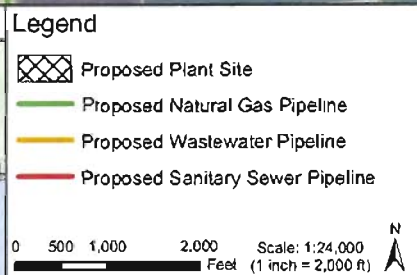 Legend
Proposed Plant Site
Proposed Natural Gas Pipeline
Proposed Wastewater Pipeline
Proposed Sanitary Sewer Pipeline
N
0 500 1,000 2.000 Scale: 1:24,000
Feet (1 inch = 2,000 ft)